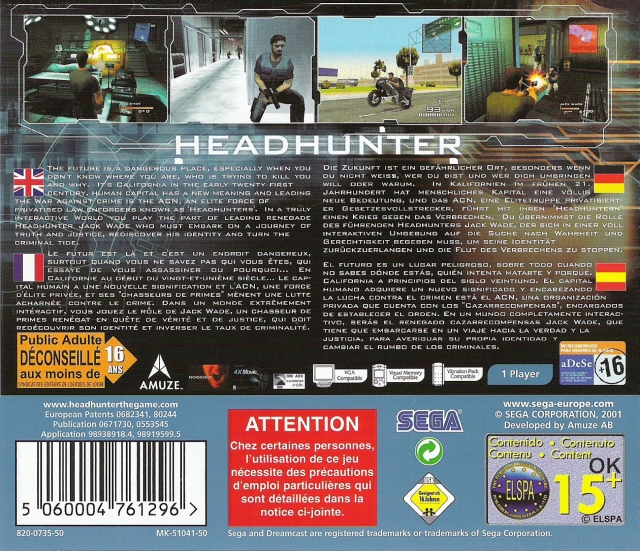 HEADHUNTER
The future is a dangerous place, especially when you
don't know where you are, who is trying to kill you
and why. It's California in the early twenty first
century, human capital has a new meaning and leading
the war against crime is the ACN, an elite force of
privatised law enforcers known as 'Headhunters'. In a truly
interactive world you play the part of leading renegade
Headhunter, Jack Wade, who must embark on a journey of
truth and justice, rediscover his identity and turn the
criminal tide.
Le futur est là et c'est un endroit dangereux,
surtout quand vous ne savez pas qui vous êtes, qui
essaye de vous assassiner ou pourquoi... En
Californie au début du vingt-et-unième siècle. Le cap-
ital humain a une nouvelle signification et l'ACN, une force
d'élite privée, et ses "chasseurs de primes" mènent une lutte
acharnée contre le crime. Dans un monde extrêmement
interactif, vous jouez le rôle de Jack Wade, un chasseur de
primes renégat en quête de vérité et de justice, qui doit
redécouvrir son identité et inverser le taux de criminalité.
Die Zukunft ist ein gefährlicher Ort, besonders wenn
du nicht weiss, wer du bist und wer dich umbringen
will oder warum. In Kalifornien im frühen 21.
Jahrhundert hat menschliches Kapital eine völlig
neue Bedeutung, und das ACN, eine Elitetruppe privatisiert-
er Gesetzesvollstrecker, führt mit ihren Headhuntern
einen Krieg gegen das Verbrechen. Du übernimmst die Rolle
des führenden Headhunters Jack Wade, der sich in einer voll
interaktiven Umgebung auf die Suche nach Wahrheit und
Gerechtigkeit begeben muss, um seine Identität
zurückzuerlangen und die Flut des Verbrechens zu stoppen.
El futuro es un lugar peligroso, sobre todo cuando
no sabes dónde estás, quién intenta matarte y porque.
California a principios del siglo veintiuno. El capital
humano adquiere un nuevo significado y encabezando
la lucha contra el crimen está el ACN, una organización
privada que cuenta con los "Cazarrecompensas", encargados
de establecer el orden. En un mundo completamente interac-
tivo, serás el renegado cazarrecompensas Jack Wade, que
tiene que embarcarse en un viaje hacia la verdad y la
justicia, para averiguar su propia identidad y
cambiar el rumbo de los criminales.
Public Adulte
DÉCONSEILLÉ
aux moins de
16
ANS
SYNDICAT DES EDITEURS DE LOGICIELS DE LOISIRS
AMUZE.
4X Movie
ADX
VGA
Compatible
Visual Memory
Compatible
Vibration Pack
Compatible
1 Player
aDeSe
+16
www.headhunterthegame.com
European Patents 0682341, 80244
Publication 0671730, 0553545
Application 98938918.4, 98919599.5
5 060004 761296 >
820-0735-50
MK-51041-50
ATTENTION
Chez certaines personnes,
l'utilisation de ce jeu
nécessite des précautions
d'emploi particulières qui
sont détaillées dans la
notice ci-jointe.
SEGA
USK
Geeignet ab
16 Jahren
www.sega-europe.com
© SEGA CORPORATION, 2001
Developed by Amuze AB
Contenido • Contenuto
Contenu • Content
ELSPA
OK
15+
© ELSPA
Sega and Dreamcast are registered trademarks or trademarks of Sega Corporation.